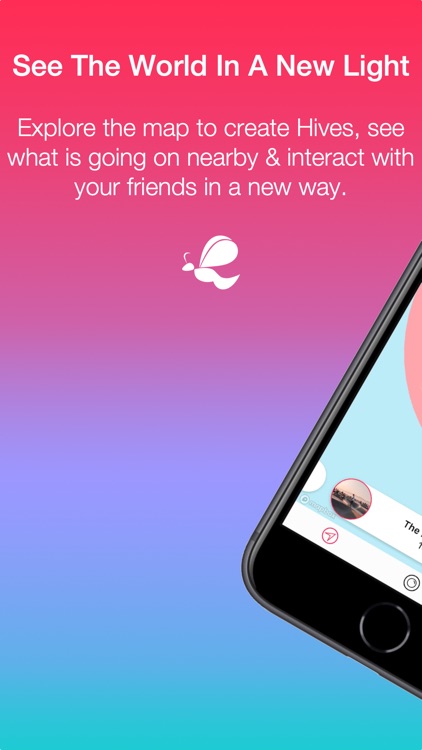 See The World In A New Light
Explore the map to create Hives, see
what is going on nearby & interact with
your friends in a new way.
The